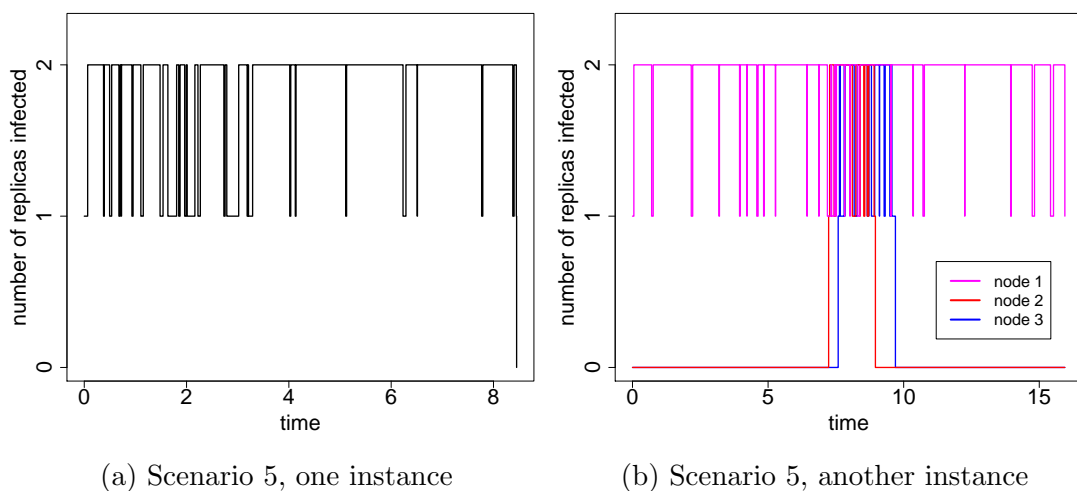 number of replicas infected
2
1
0
0 2 4 6 8
time
(a) Scenario 5, one instance
number of replicas infected
2
1
0
node 1
node 2
node 3
0 5 10 15
time
(b) Scenario 5, another instance